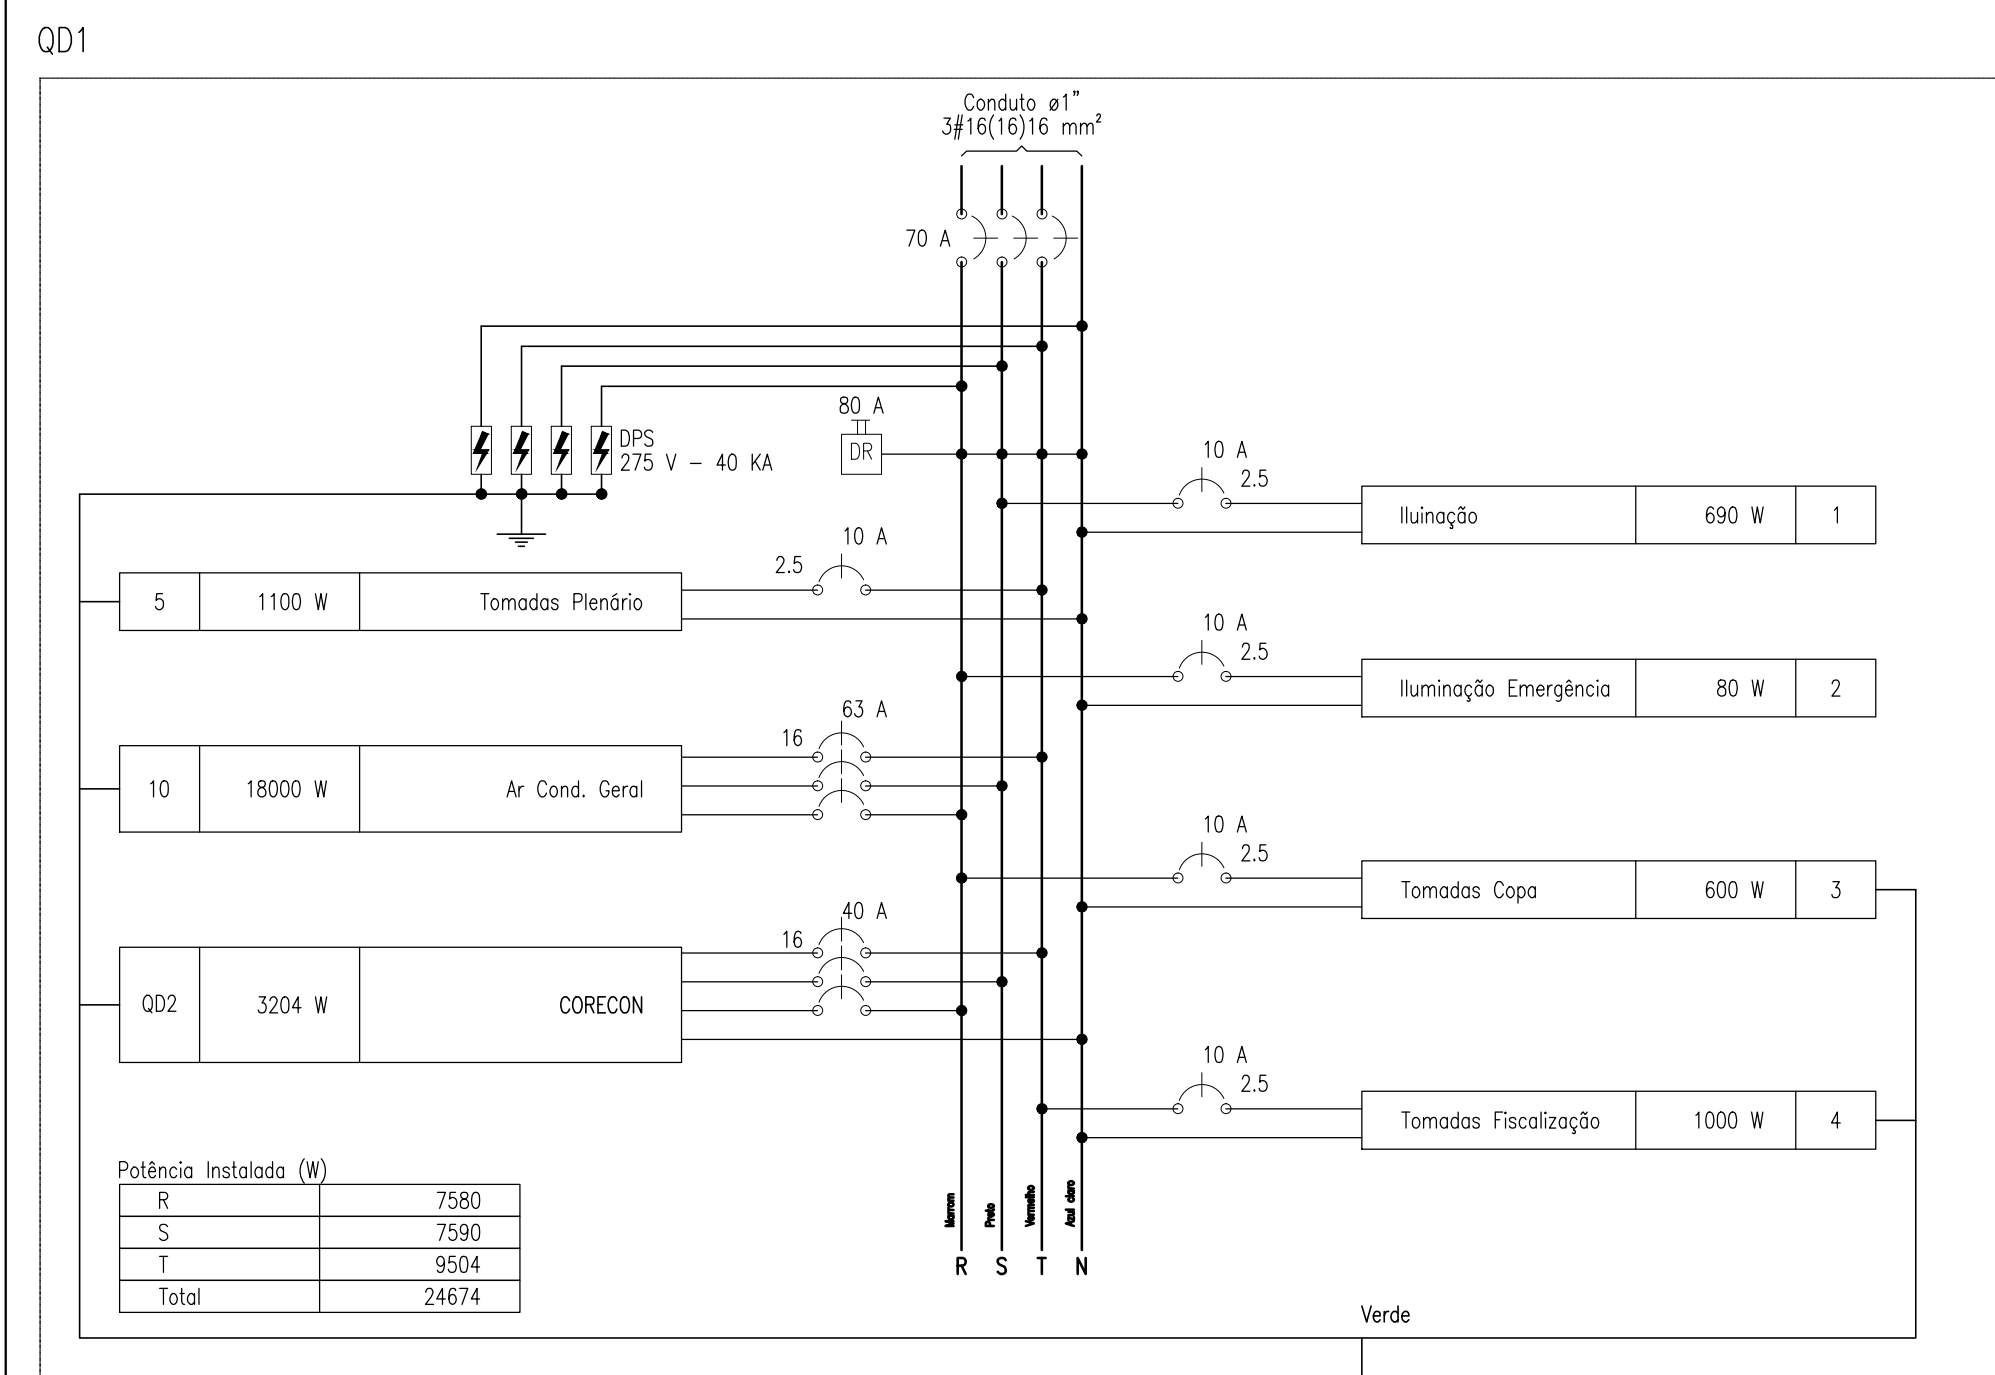 QD1
Conduto ø1"
3#16(16)16 mm²
70 A
80 A
DR
DPS
275 V - 40 KA
10 A
2.5
Iluinação 690 W 1
10 A
2.5
5 1100 W Tomadas Plenário
10 A
2.5
Iluminação Emergência 80 W 2
63 A
16
10 18000 W Ar Cond. Geral
10 A
2.5
Tomadas Copa 600 W 3
40 A
16
QD2 3204 W CORECON
10 A
2.5
Tomadas Fiscalização 1000 W 4
Potência Instalada (W)
R 7580
S 7590
T 9504
Total 24674
Marrom
Preto
Vermelho
Azul claro
R S T N
Verde